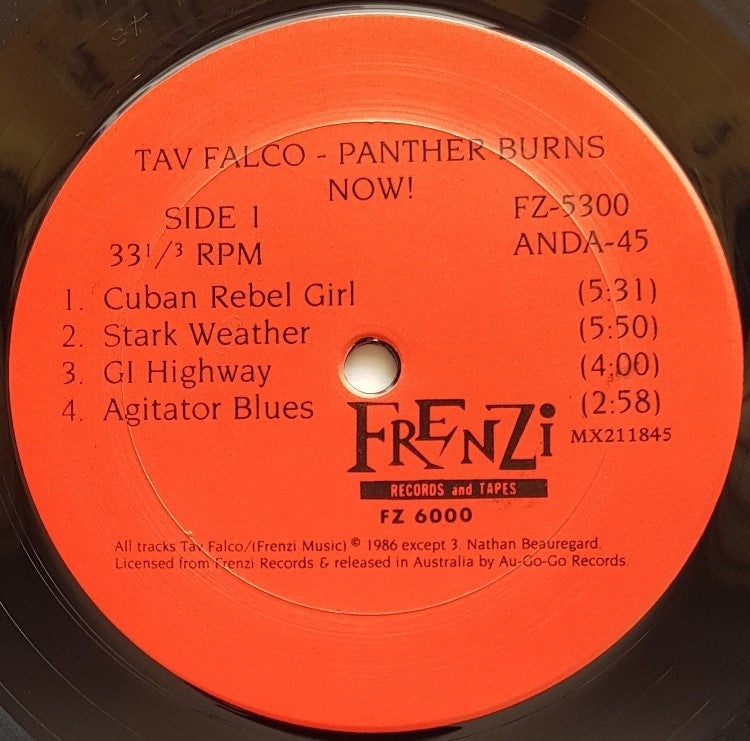 TAV FALCO - PANTHER BURNS
NOW!
SIDE 1
FZ-5300
33 1/3 RPM
ANDA-45
1. Cuban Rebel Girl (5:31)
2. Stark Weather (5:50)
3. GI Highway (4:00)
4. Agitator Blues (2:58)
FRENZi
MX211845
RECORDS and TAPES
FZ 6000
All tracks Tav Falco/(Frenzi Music) © 1986 except 3. Nathan Beauregard.
Licensed from Frenzi Records & released in Australia by Au-Go-Go Records.